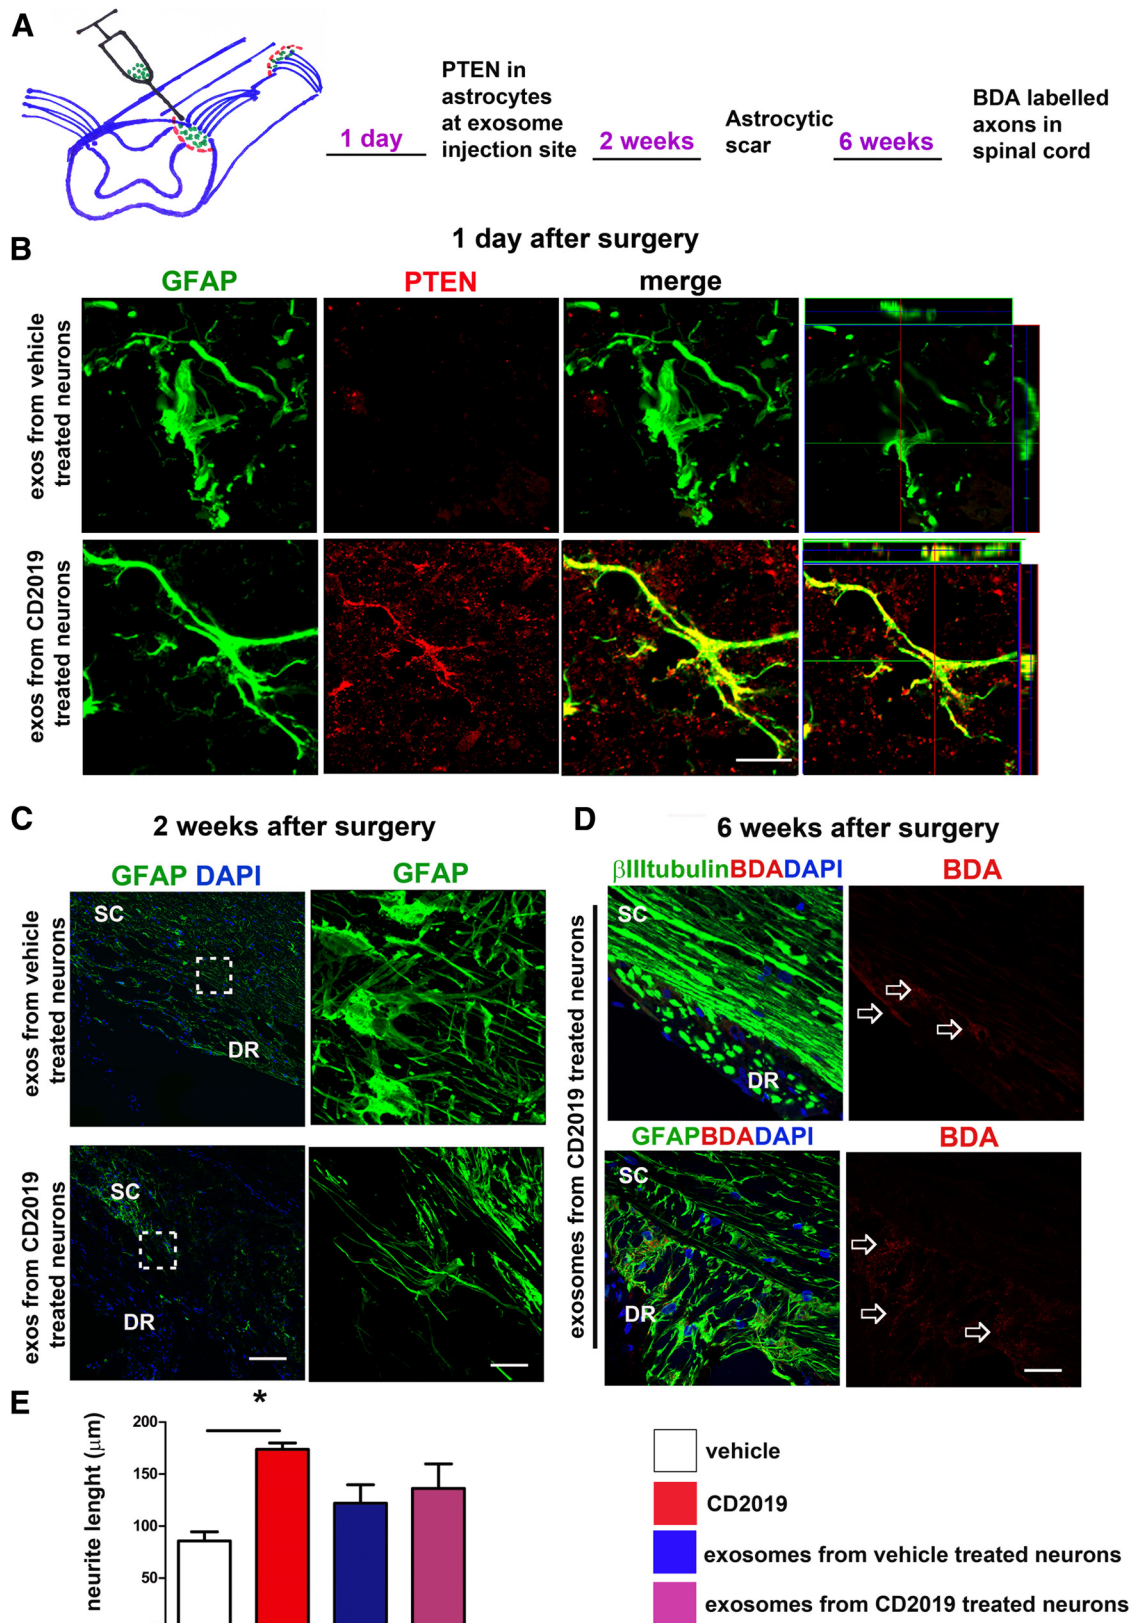 A
1 day
PTEN in
astrocytes
at exosome
injection site
2 weeks
Astrocytic
scar
6 weeks
BDA labelled
axons in
spinal cord
B
1 day after surgery
GFAP
PTEN
merge
exos from vehicle
treated neurons
exos from CD2019
treated neurons
C
2 weeks after surgery
GFAP DAPI
GFAP
exos from vehicle
treated neurons
SC
DR
exos from CD2019
treated neurons
SC
DR
D
6 weeks after surgery
βIIItubulinBDADAPI
BDA
exosomes from CD2019 treated neurons
SC
DR
GFAPBDADAPI
BDA
SC
DR
E
*
neurite lenght (μm)
200
150
100
50
vehicle
CD2019
exosomes from vehicle treated neurons
exosomes from CD2019 treated neurons